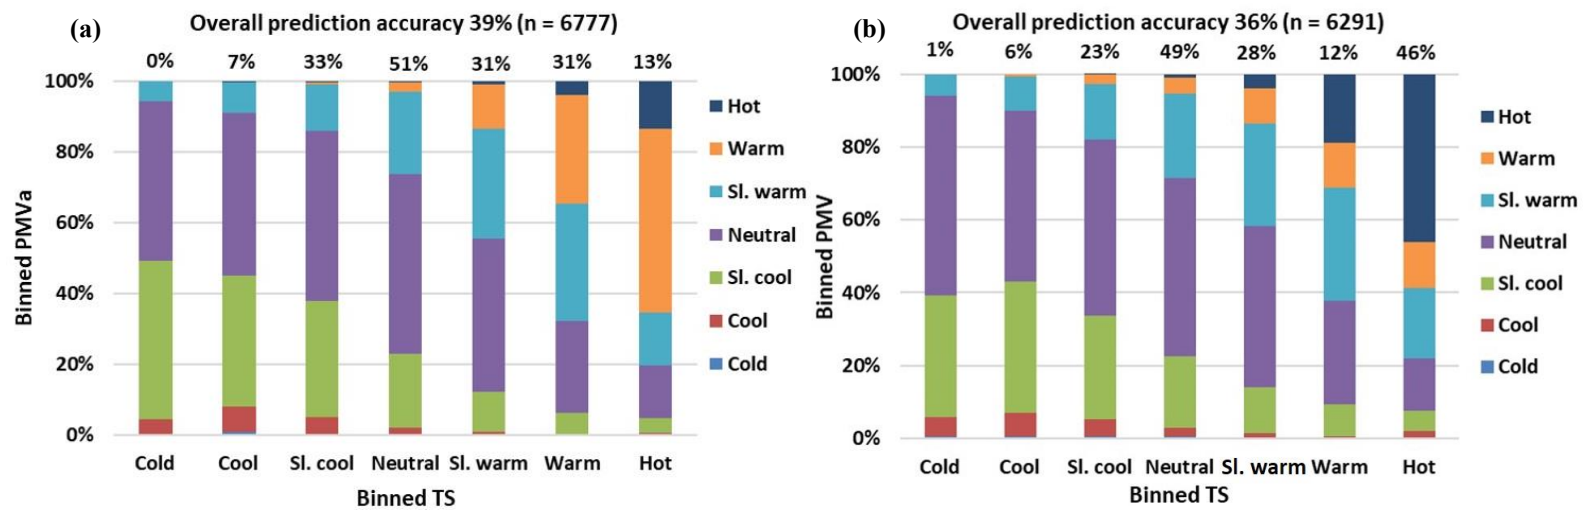 (a)
Overall prediction accuracy 39% (n = 6777)
0% 7% 33% 51% 31% 31% 13%
100%
80%
60%
40%
20%
0%
Binned PMVa
Cold Cool Sl. cool Neutral Sl. warm Warm Hot
Binned TS
Hot
Warm
Sl. warm
Neutral
Sl. cool
Cool
Cold
(b)
Overall prediction accuracy 36% (n = 6291)
1% 6% 23% 49% 28% 12% 46%
100%
80%
60%
40%
20%
0%
Binned PMV
Cold Cool Sl. cool Neutral Sl. warm Warm Hot
Binned TS
Hot
Warm
Sl. warm
Neutral
Sl. cool
Cool
Cold